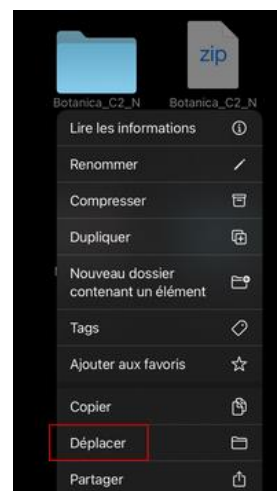 zip
Botanica_C2_N Botanica_C2_N
Lire les informations
Renommer
Compresser
Dupliquer
Nouveau dossier
contenant un élément
Tags
Ajouter aux favoris
Copier
Déplacer
Partager